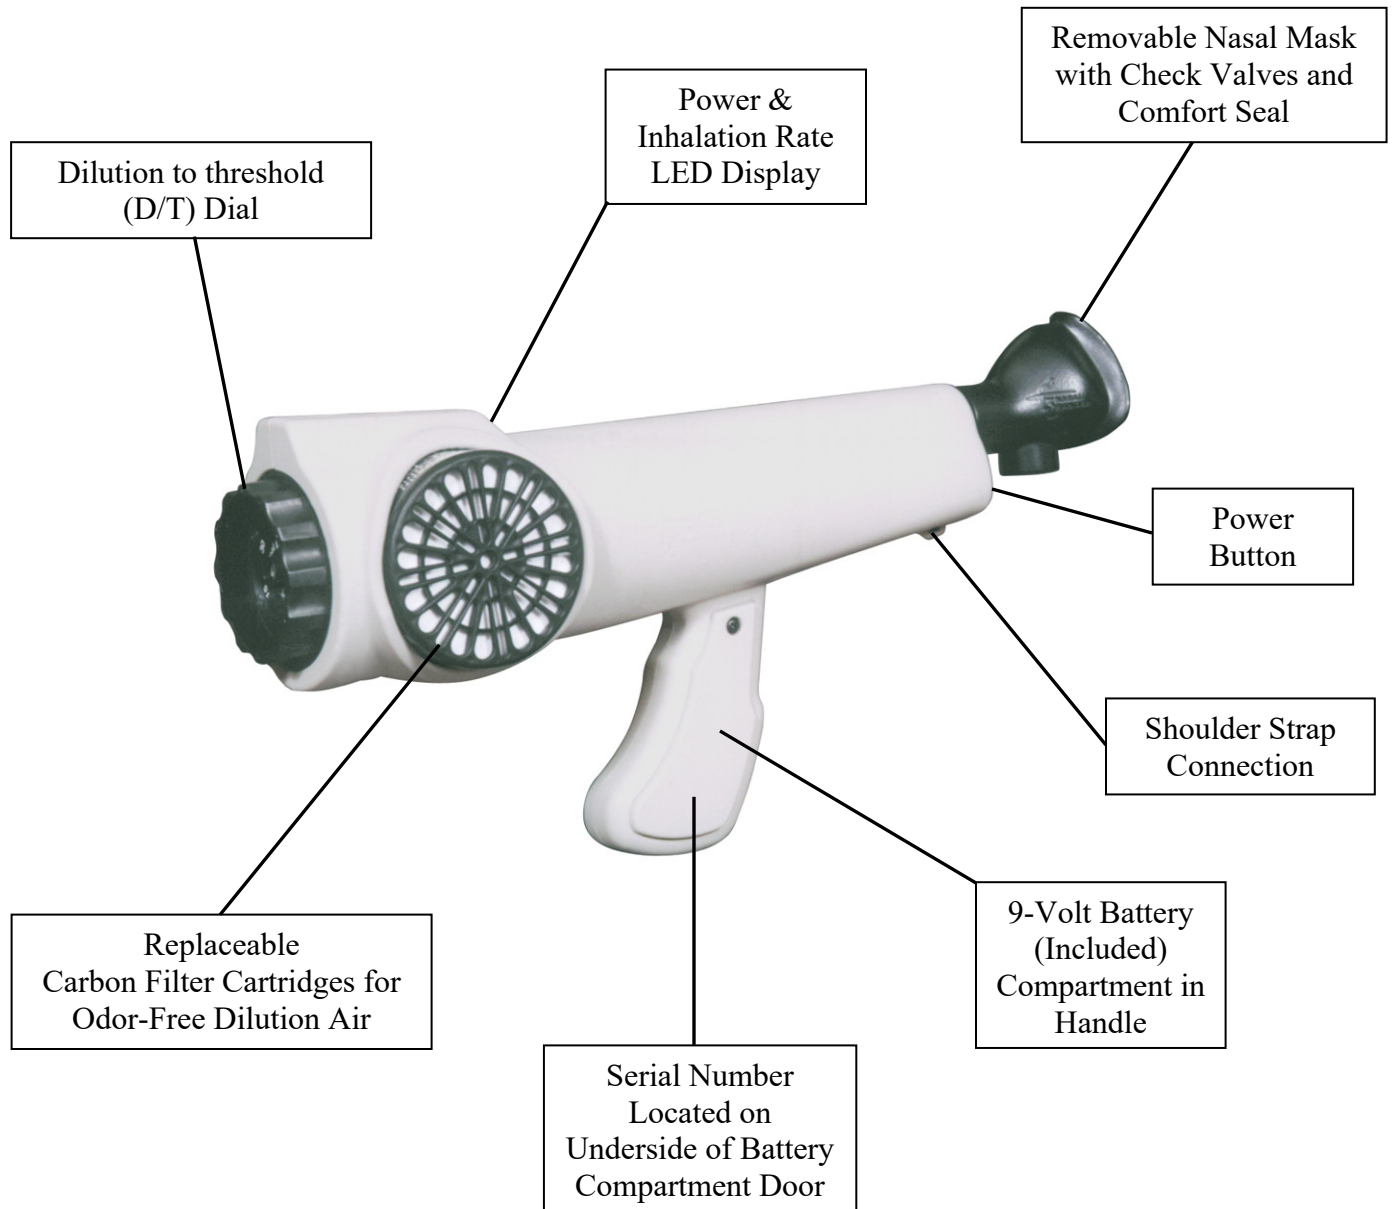 Removable Nasal Mask
with Check Valves and
Comfort Seal
Power &
Inhalation Rate
LED Display
Dilution to threshold
(D/T) Dial
Power
Button
Shoulder Strap
Connection
9-Volt Battery
(Included)
Compartment in
Handle
Replaceable
Carbon Filter Cartridges for
Odor-Free Dilution Air
Serial Number
Located on
Underside of Battery
Compartment Door